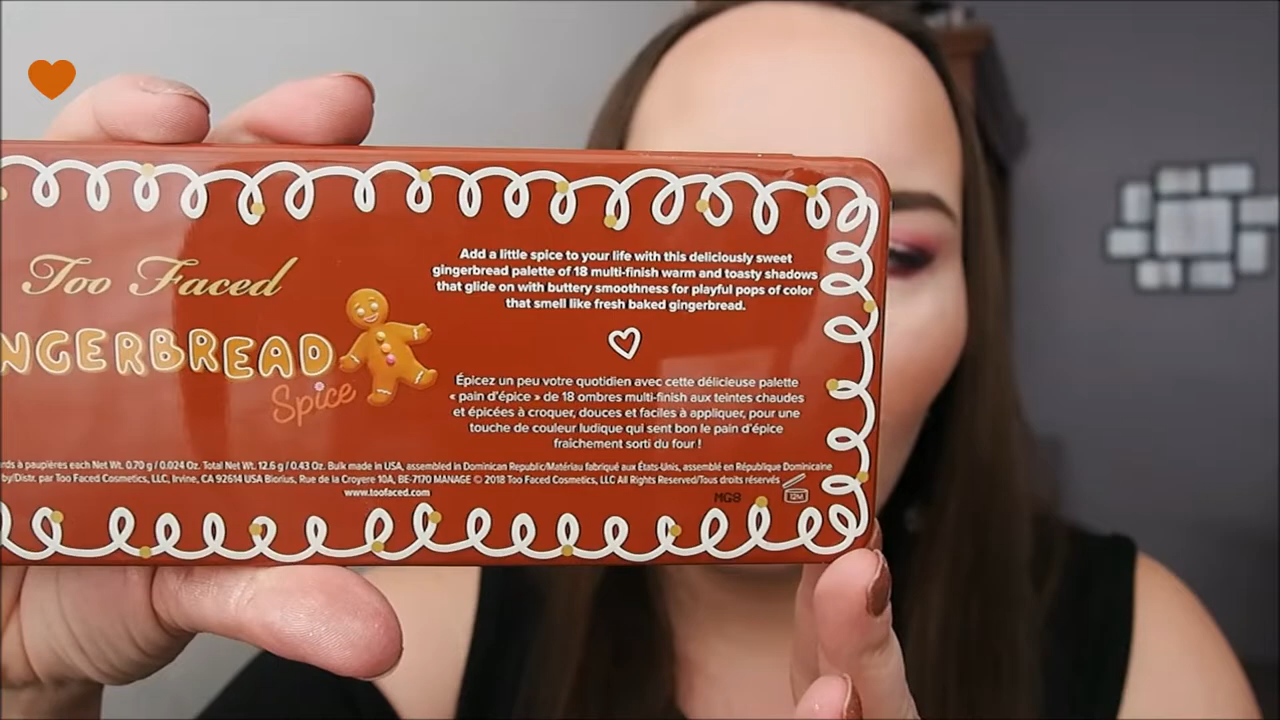 Too Faced
NGERBREAD
Spice
Add a little spice to your life with this deliciously sweet
gingerbread palette of 18 multi-finish warm and toasty shadows
that glide on with buttery smoothness for playful pops of color
that smell like fresh baked gingerbread.
Épicez un peu votre quotidien avec cette délicieuse palette
« pain d'épice » de 18 ombres multi-finish aux teintes chaudes
et épicées à croquer, douces et faciles à appliquer, pour une
touche de couleur ludique qui sent bon le pain d'épice
fraîchement sorti du four !
rds à paupières each Net Wt. 0.70 g / 0.024 Oz. Total Net Wt. 12.6 g / 0.43 Oz. Bulk made in USA, assembled in Dominican Republic/Matériau fabriqué aux États-Unis, assemblé en République Dominicaine
by/Distr. par Too Faced Cosmetics, LLC, Irvine, CA 92614 USA Biorius, Rue de la Croyere 10A, BE-7170 MANAGE © 2018 Too Faced Cosmetics, LLC All Rights Reserved/Tous droits réservés
www.toofaced.com
MG8
12M